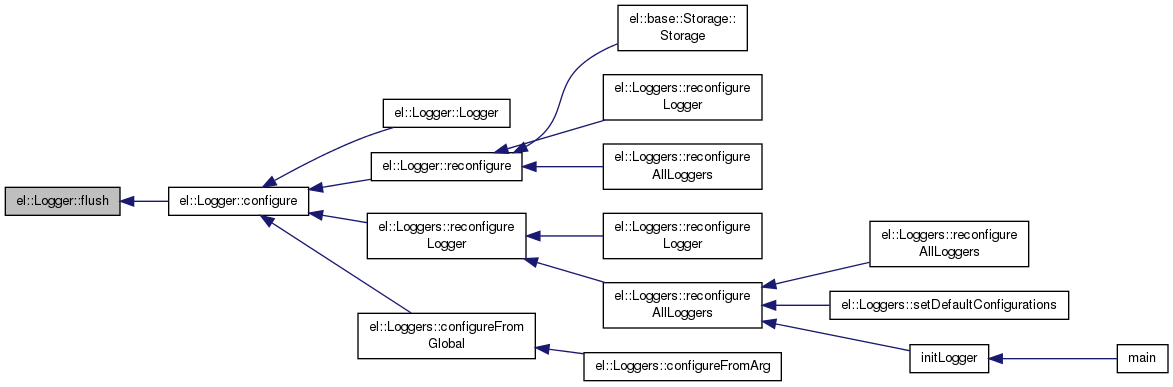 el::base::Storage::
Storage
el::Loggers::reconfigure
Logger
el::Logger::Logger
el::Logger::reconfigure
el::Loggers::reconfigure
AllLoggers
el::Logger::flush
el::Logger::configure
el::Loggers::reconfigure
Logger
el::Loggers::reconfigure
Logger
el::Loggers::reconfigure
AllLoggers
el::Loggers::reconfigure
AllLoggers
el::Loggers::setDefaultConfigurations
el::Loggers::configureFrom
Global
initLogger
main
el::Loggers::configureFromArg